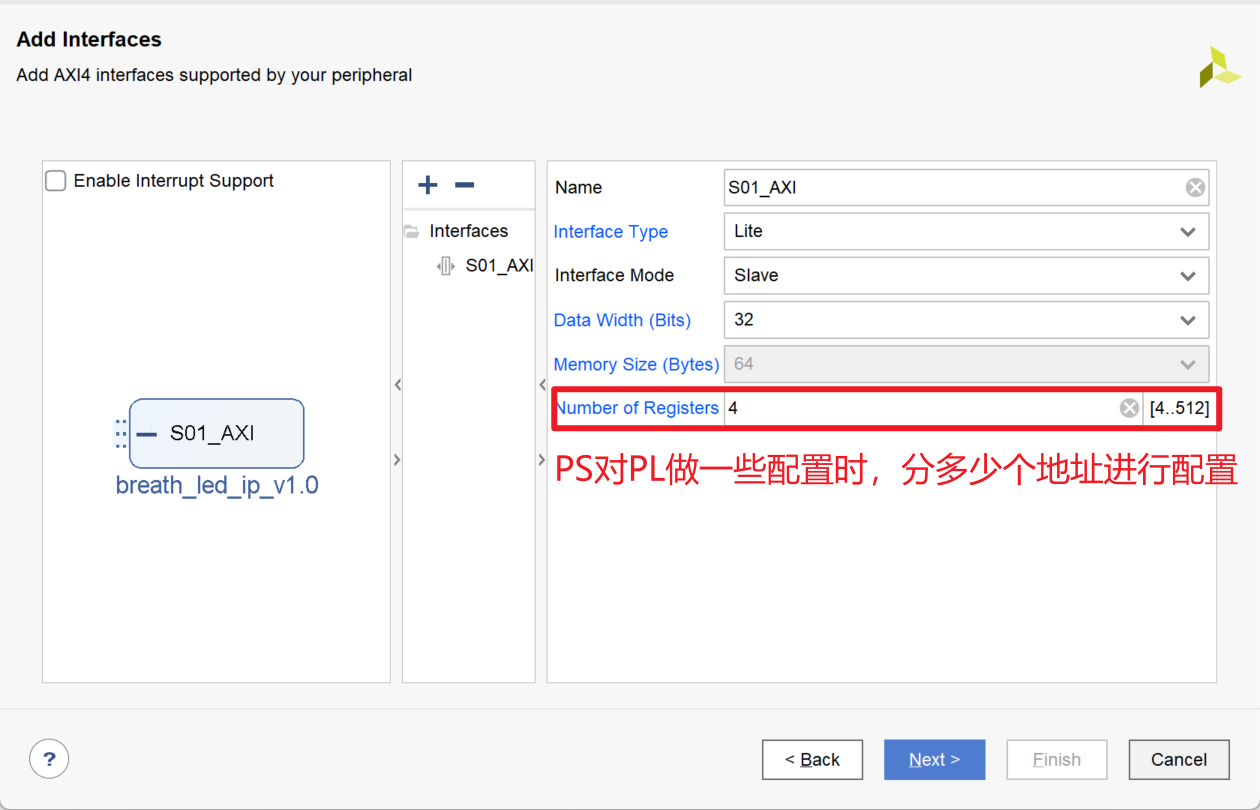 Add Interfaces
Add AXI4 interfaces supported by your peripheral
Enable Interrupt Support
S01_AXI
breath_led_ip_v1.0
Interfaces
S01_AXI
Name S01_AXI
Interface Type Lite
Interface Mode Slave
Data Width (Bits) 32
Memory Size (Bytes) 64
Number of Registers 4 [4..512]
PS对PL做一些配置时，分多少个地址进行配置
? < Back Next > Finish Cancel